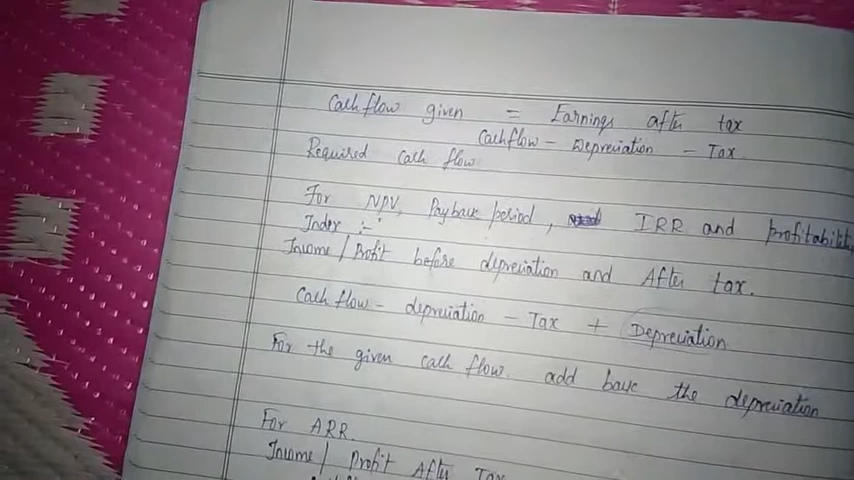 Cash flow given = Earnings after tax
Cashflow - Depreciation - Tax
Required cash flow
For NPV, Payback period, IRR and profitability
Index :-
Income / Profit before depreciation and After tax.
Cash flow - depreciation - Tax + Depreciation
For the given cash flow. add back the depreciation
For ARR.
Income / Profit After Tax